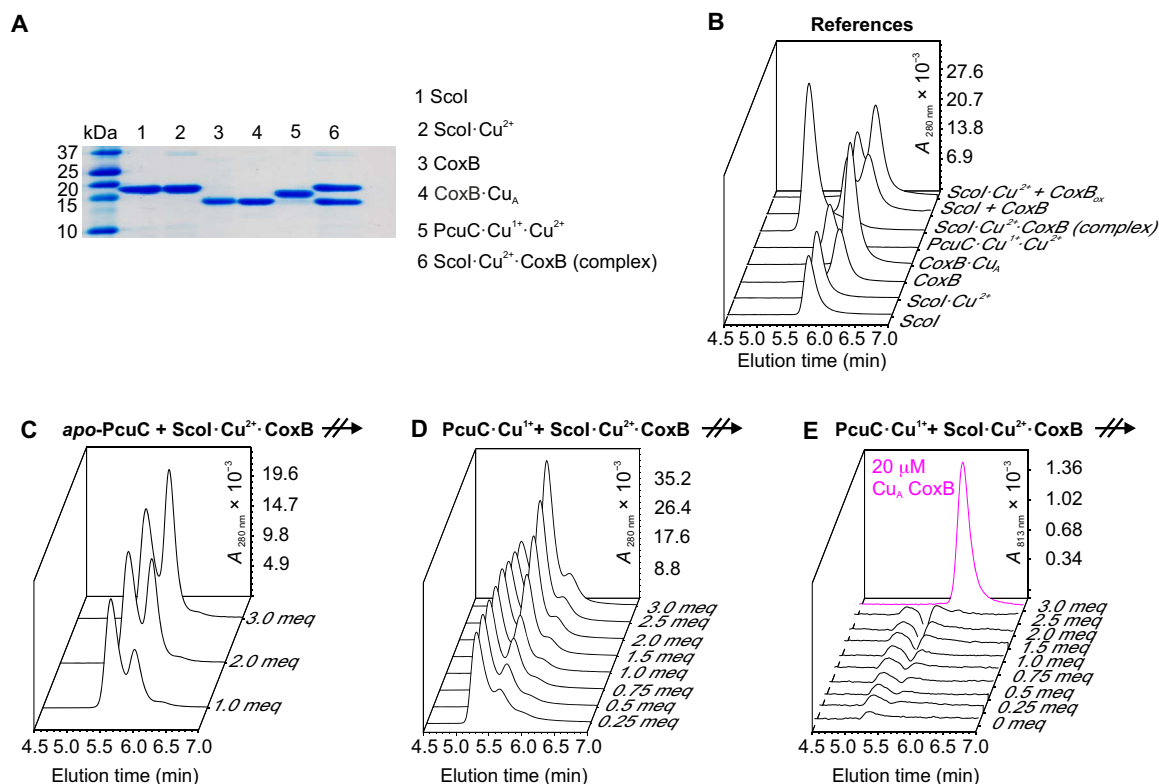 A
kDa 1 2 3 4 5 6
37
25
20
15
10
1 ScoI
2 ScoI·Cu²⁺
3 CoxB
4 CoxB·Cu_A
5 PcuC·Cu¹⁺·Cu²⁺
6 ScoI·Cu²⁺·CoxB (complex)
B
References
A 280 nm × 10⁻³
27.6
20.7
13.8
6.9
ScoI·Cu²⁺ + CoxB_ox
ScoI + CoxB
ScoI·Cu²⁺·CoxB (complex)
PcuC·Cu¹⁺·Cu²⁺
CoxB·Cu_A
CoxB
ScoI·Cu²⁺
ScoI
4.5 5.0 5.5 6.0 6.5 7.0
Elution time (min)
C
apo-PcuC + ScoI·Cu²⁺·CoxB
A 280 nm × 10⁻³
19.6
14.7
9.8
4.9
3.0 meq
2.0 meq
1.0 meq
4.5 5.0 5.5 6.0 6.5 7.0
Elution time (min)
D
PcuC·Cu¹⁺+ ScoI·Cu²⁺·CoxB
A 280 nm × 10⁻³
35.2
26.4
17.6
8.8
3.0 meq
2.5 meq
2.0 meq
1.5 meq
1.0 meq
0.75 meq
0.5 meq
0.25 meq
4.5 5.0 5.5 6.0 6.5 7.0
Elution time (min)
E
PcuC·Cu¹⁺+ ScoI·Cu²⁺·CoxB
20 μM
Cu_A CoxB
A 813 nm × 10⁻³
1.36
1.02
0.68
0.34
3.0 meq
2.5 meq
2.0 meq
1.5 meq
1.0 meq
0.75 meq
0.5 meq
0.25 meq
0 meq
4.5 5.0 5.5 6.0 6.5 7.0
Elution time (min)